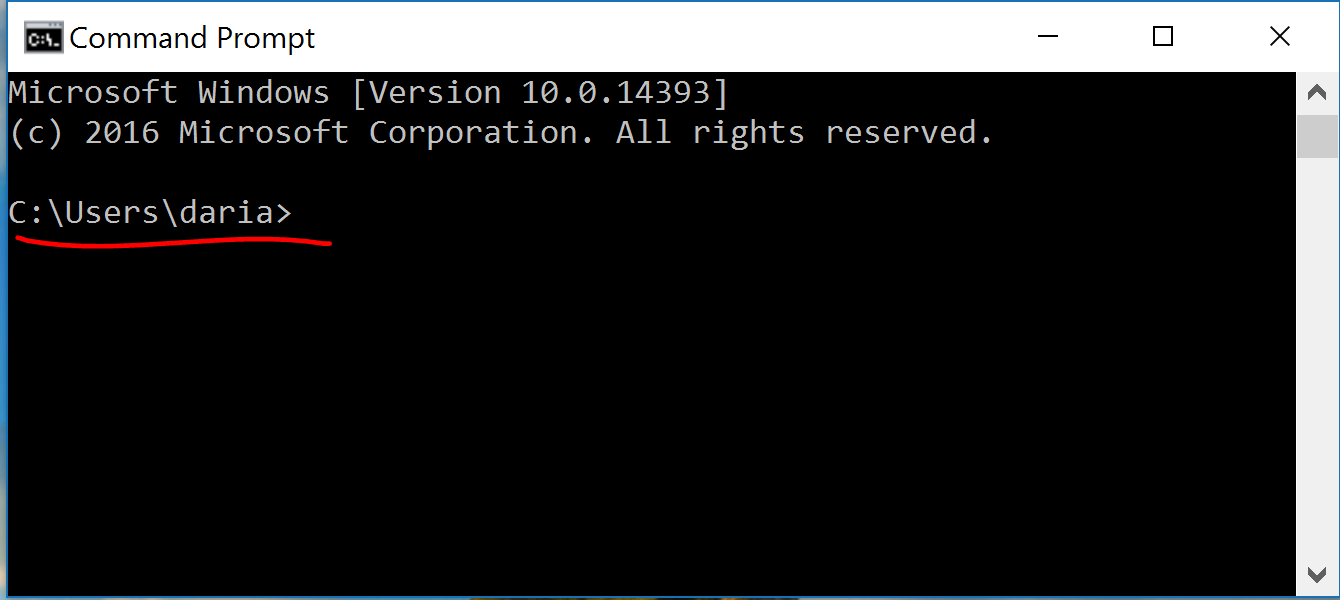 Command Prompt
Microsoft Windows [Version 10.0.14393]
(c) 2016 Microsoft Corporation. All rights reserved.
C:\Users\daria>